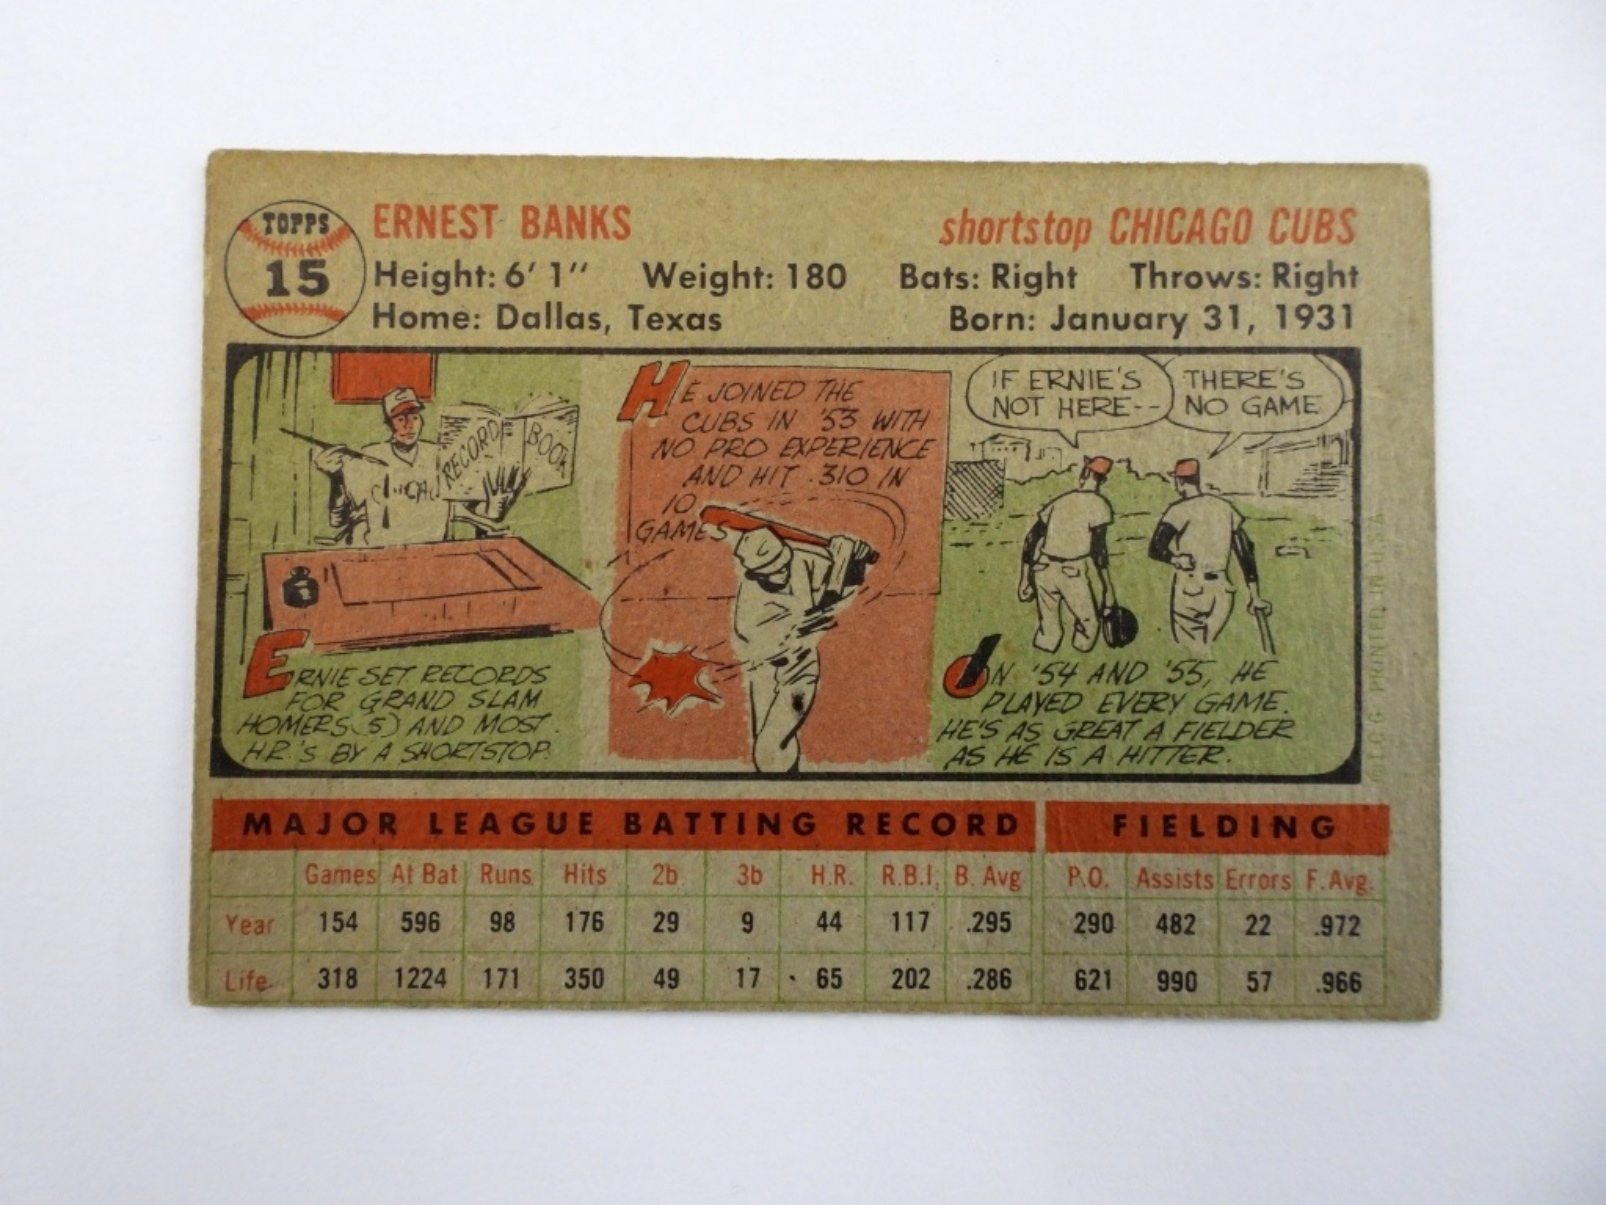 TOPPS
15
ERNEST BANKS
shortstop CHICAGO CUBS
Height: 6' 1" Weight: 180 Bats: Right Throws: Right
Home: Dallas, Texas Born: January 31, 1931
RECORD BOOK
CHICAG
ERNIE SET RECORDS
FOR GRAND SLAM
HOMERS (5) AND MOST
H.R.'S BY A SHORTSTOP.
HE JOINED THE
CUBS IN '53 WITH
NO PRO EXPERIENCE
AND HIT .310 IN
10
GAMES
IF ERNIE'S
NOT HERE--
THERE'S
NO GAME
IN '54 AND '55, HE
PLAYED EVERY GAME.
HE'S AS GREAT A FIELDER
AS HE IS A HITTER.
© T.C.G. PRINTED IN U.S.A.
MAJOR LEAGUE BATTING RECORD FIELDING
Games At Bat Runs Hits 2b 3b H.R. R.B.I. B. Avg P.O. Assists Errors F. Avg.
Year 154 596 98 176 29 9 44 117 .295 290 482 22 .972
Life 318 1224 171 350 49 17 65 202 .286 621 990 57 .966